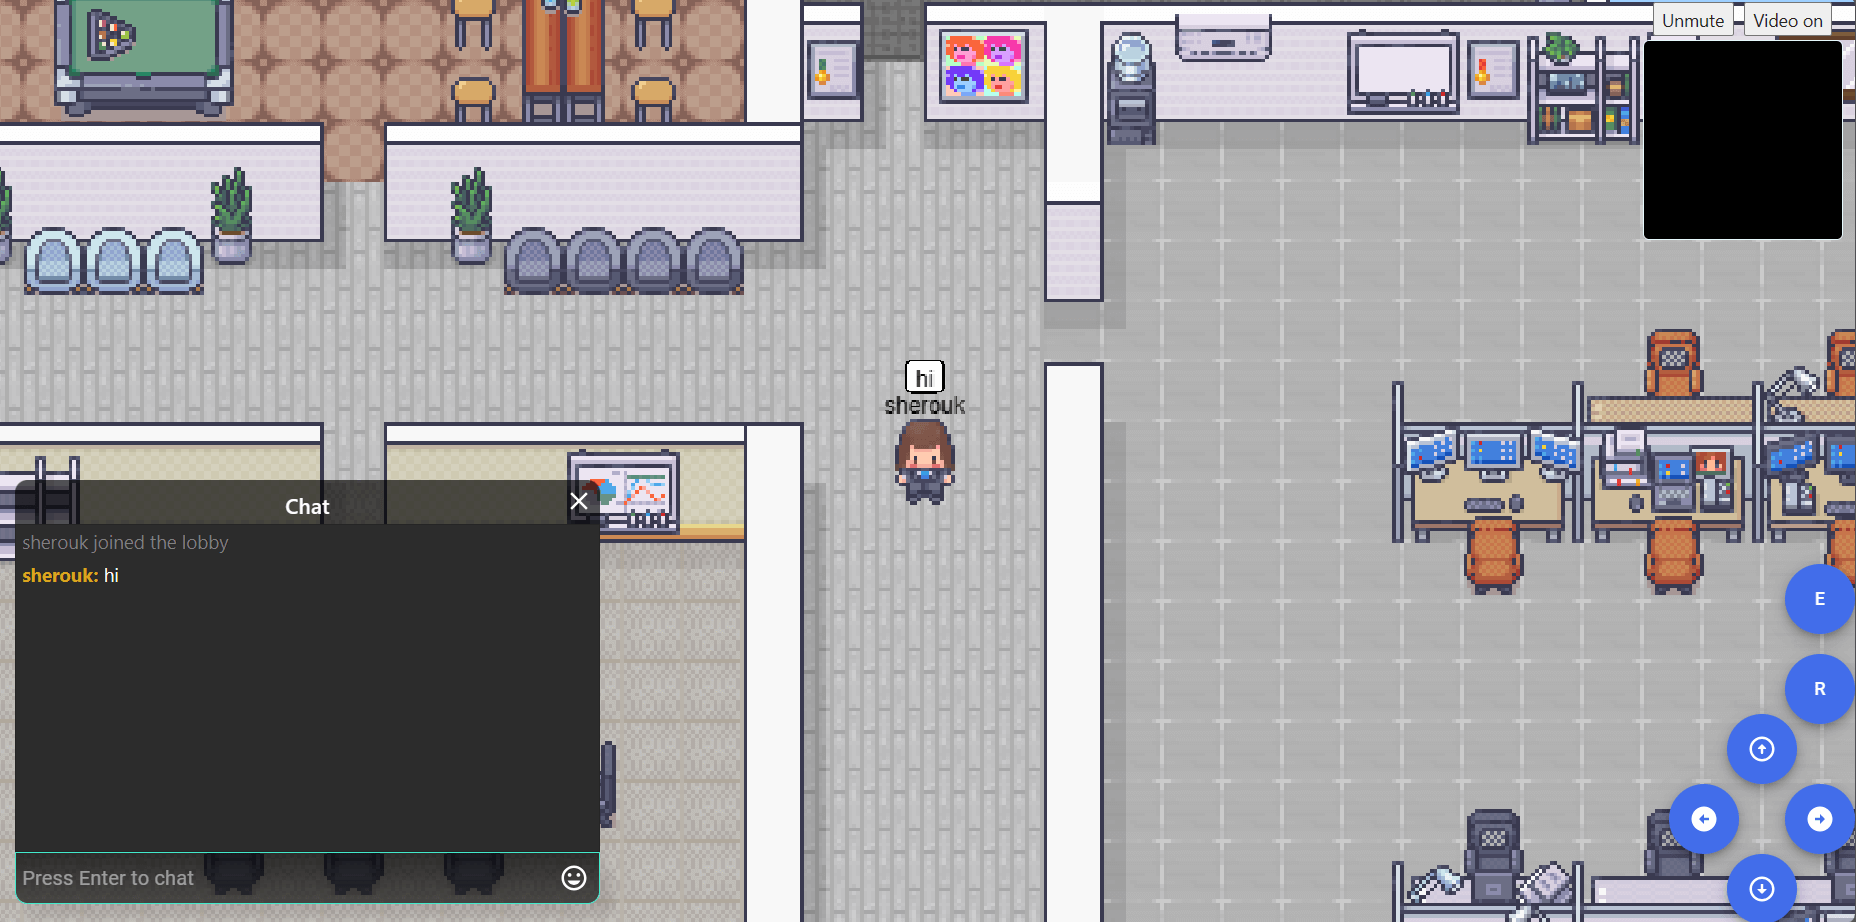 Unmute
Video on
hi
sherouk
Chat
sherouk joined the lobby
sherouk: hi
Press Enter to chat
E
R